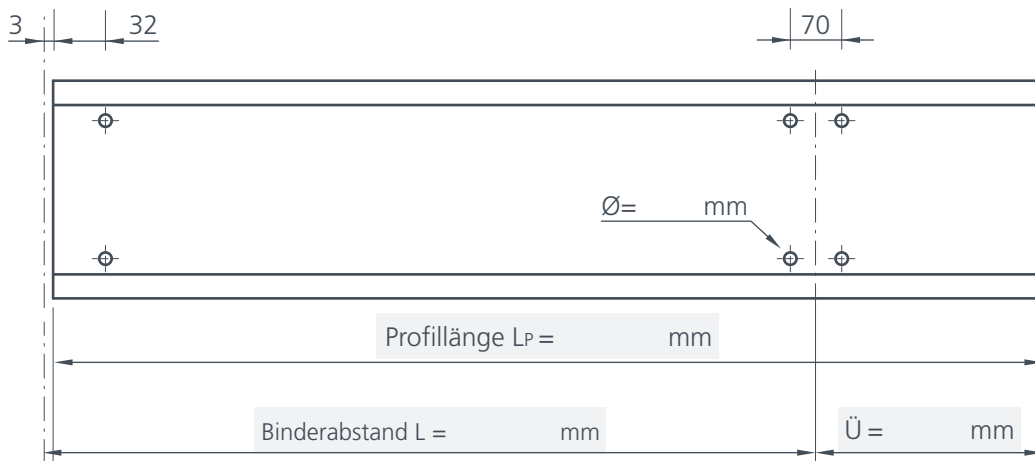 3 32 70
Ø= mm
Profillänge LP = mm
Binderabstand L = mm Ü = mm